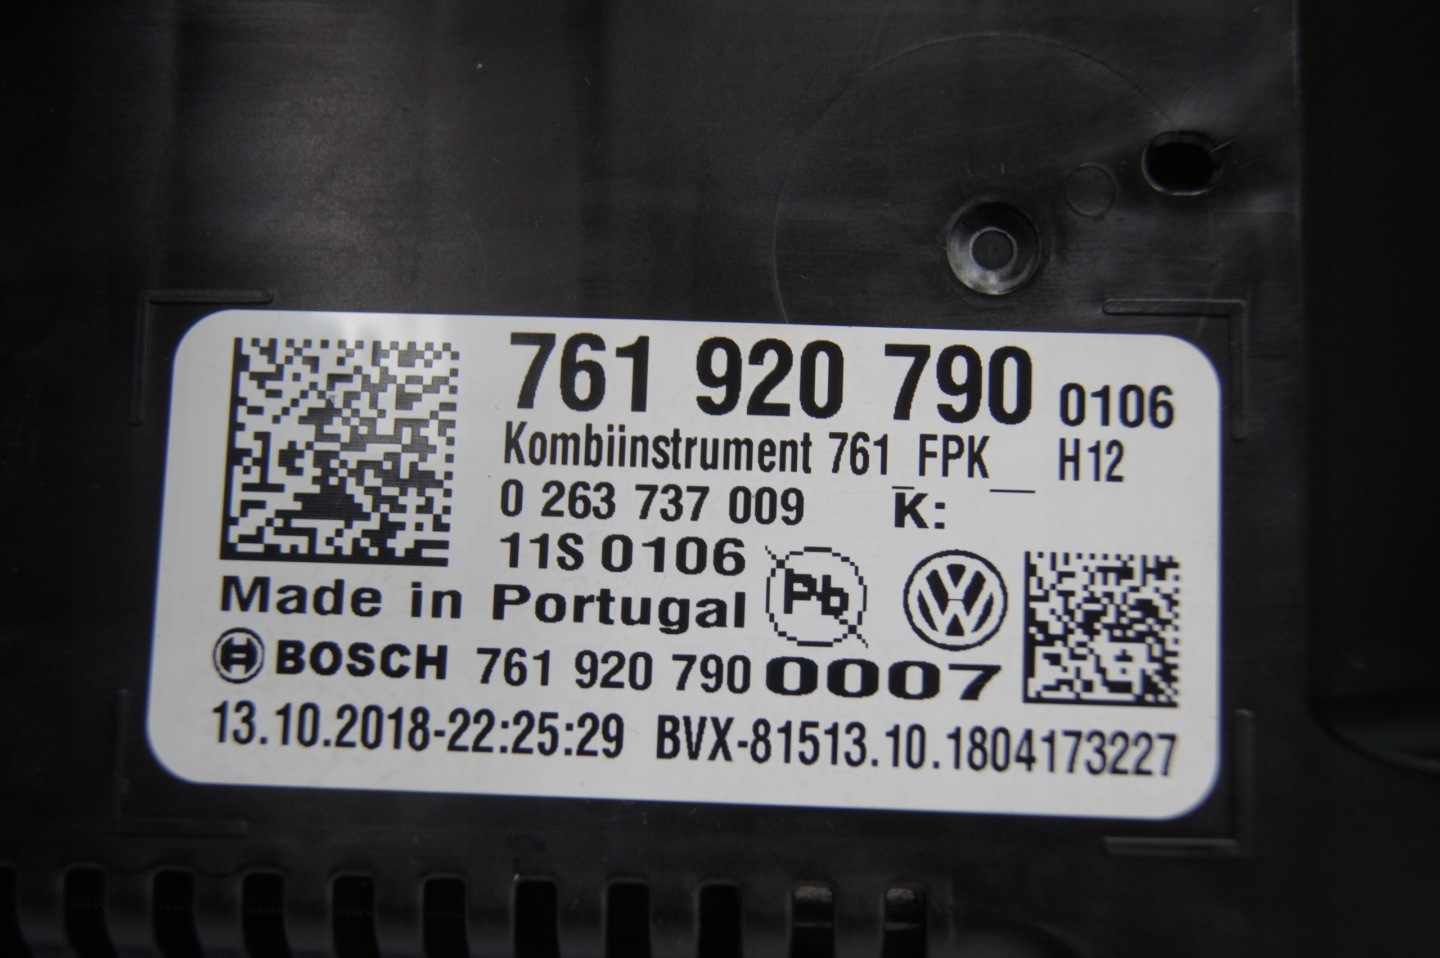 761 920 790 0106
Kombiinstrument 761_FPK__ H12
0 263 737 009 K:
11S 0106
Pb
Made in Portugal
BOSCH 761 920 790 0007
13.10.2018-22:25:29 BVX-81513.10.1804173227